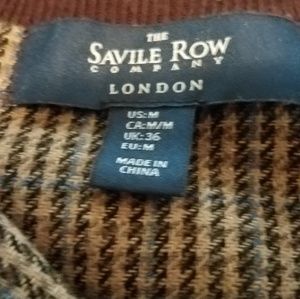 THE
SAVILE ROW
COMPANY
LONDON
US:M
CA:M/M
UK:36
EU:M
MADE IN
CHINA